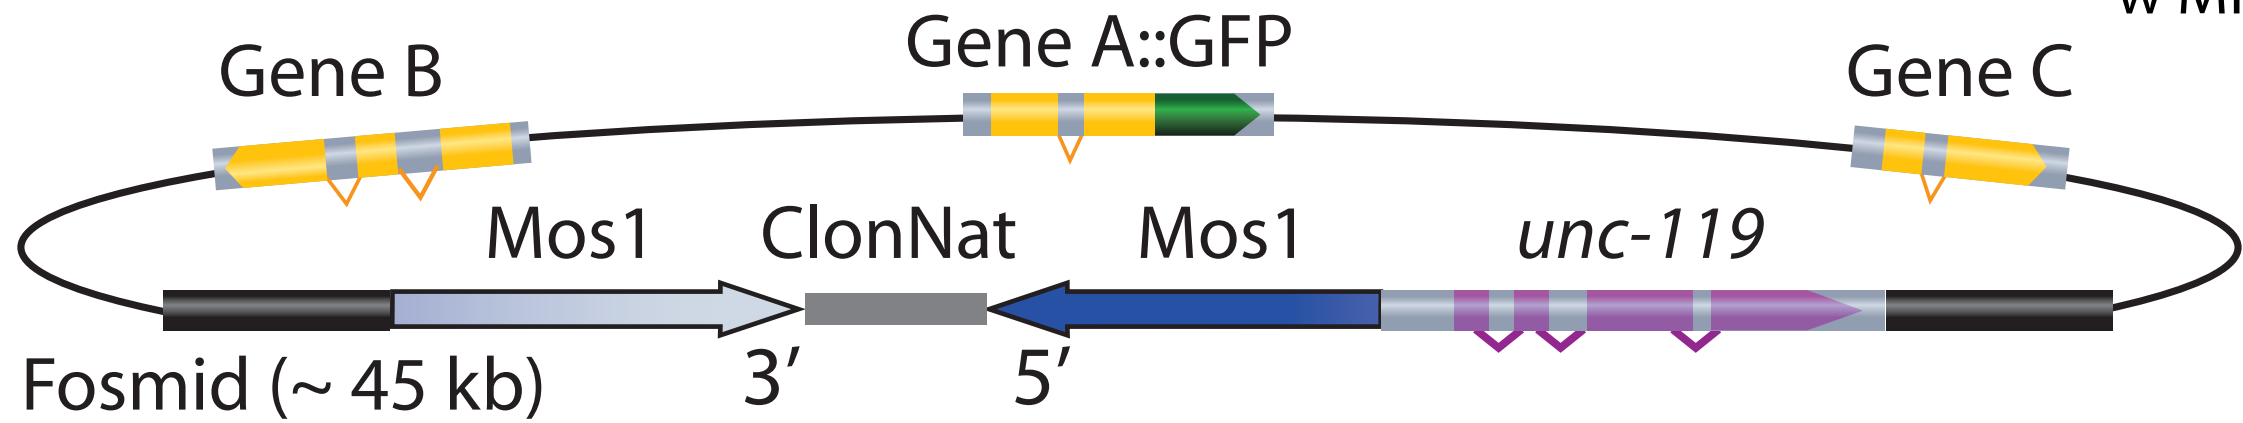 Gene B
Gene A::GFP
Gene C
Mos1
ClonNat
Mos1
unc-119
3′
5′
Fosmid (~ 45 kb)